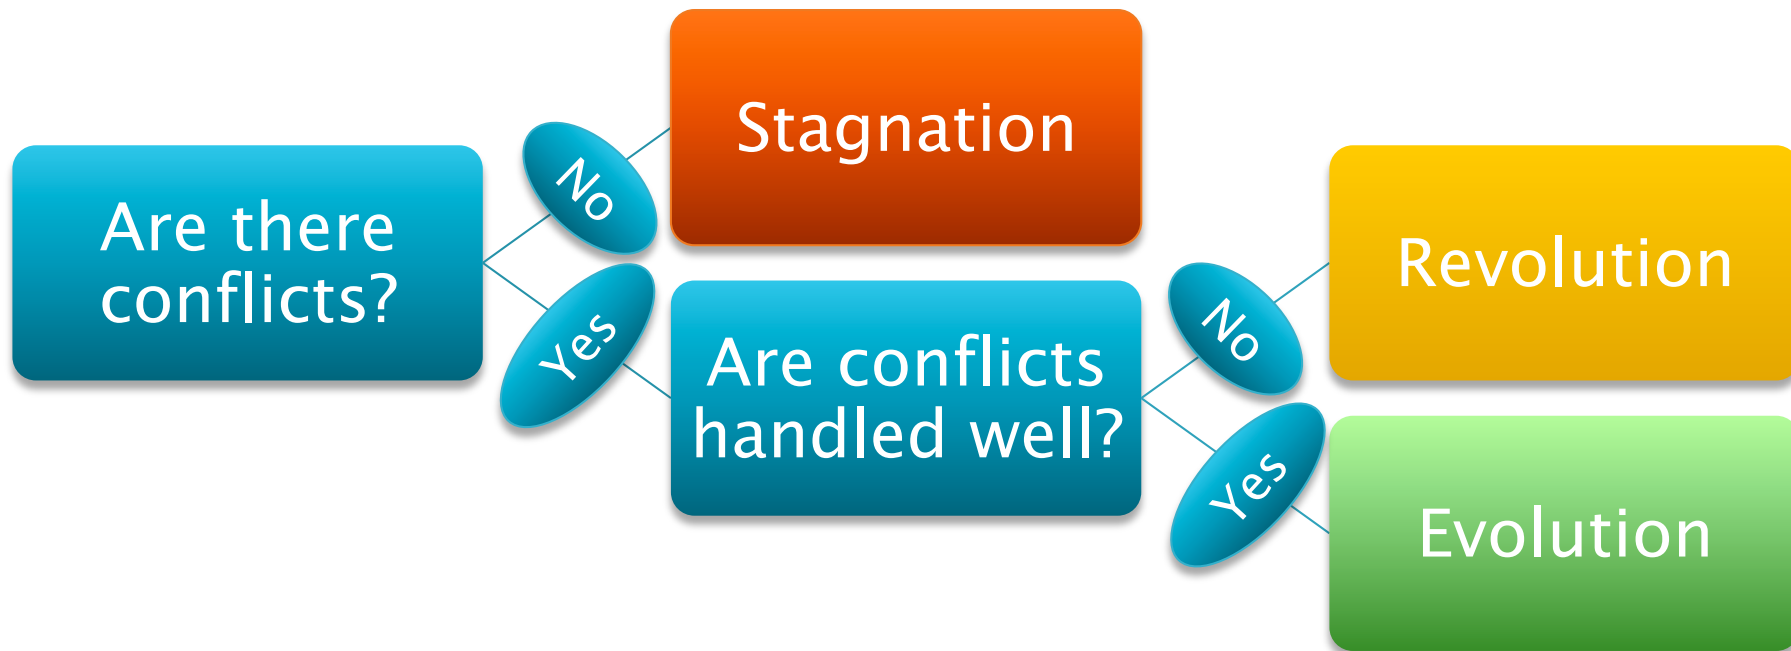 Are there
conflicts?
No
Stagnation
Yes
Are conflicts
handled well?
No
Revolution
Yes
Evolution